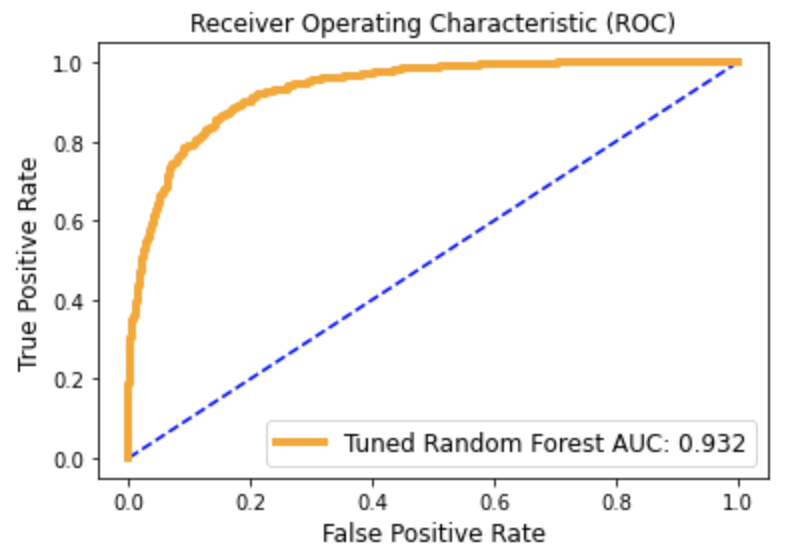 Receiver Operating Characteristic (ROC)
1.0
0.8
0.6
0.4
0.2
0.0
True Positive Rate
Tuned Random Forest AUC: 0.932
0.0 0.2 0.4 0.6 0.8 1.0
False Positive Rate